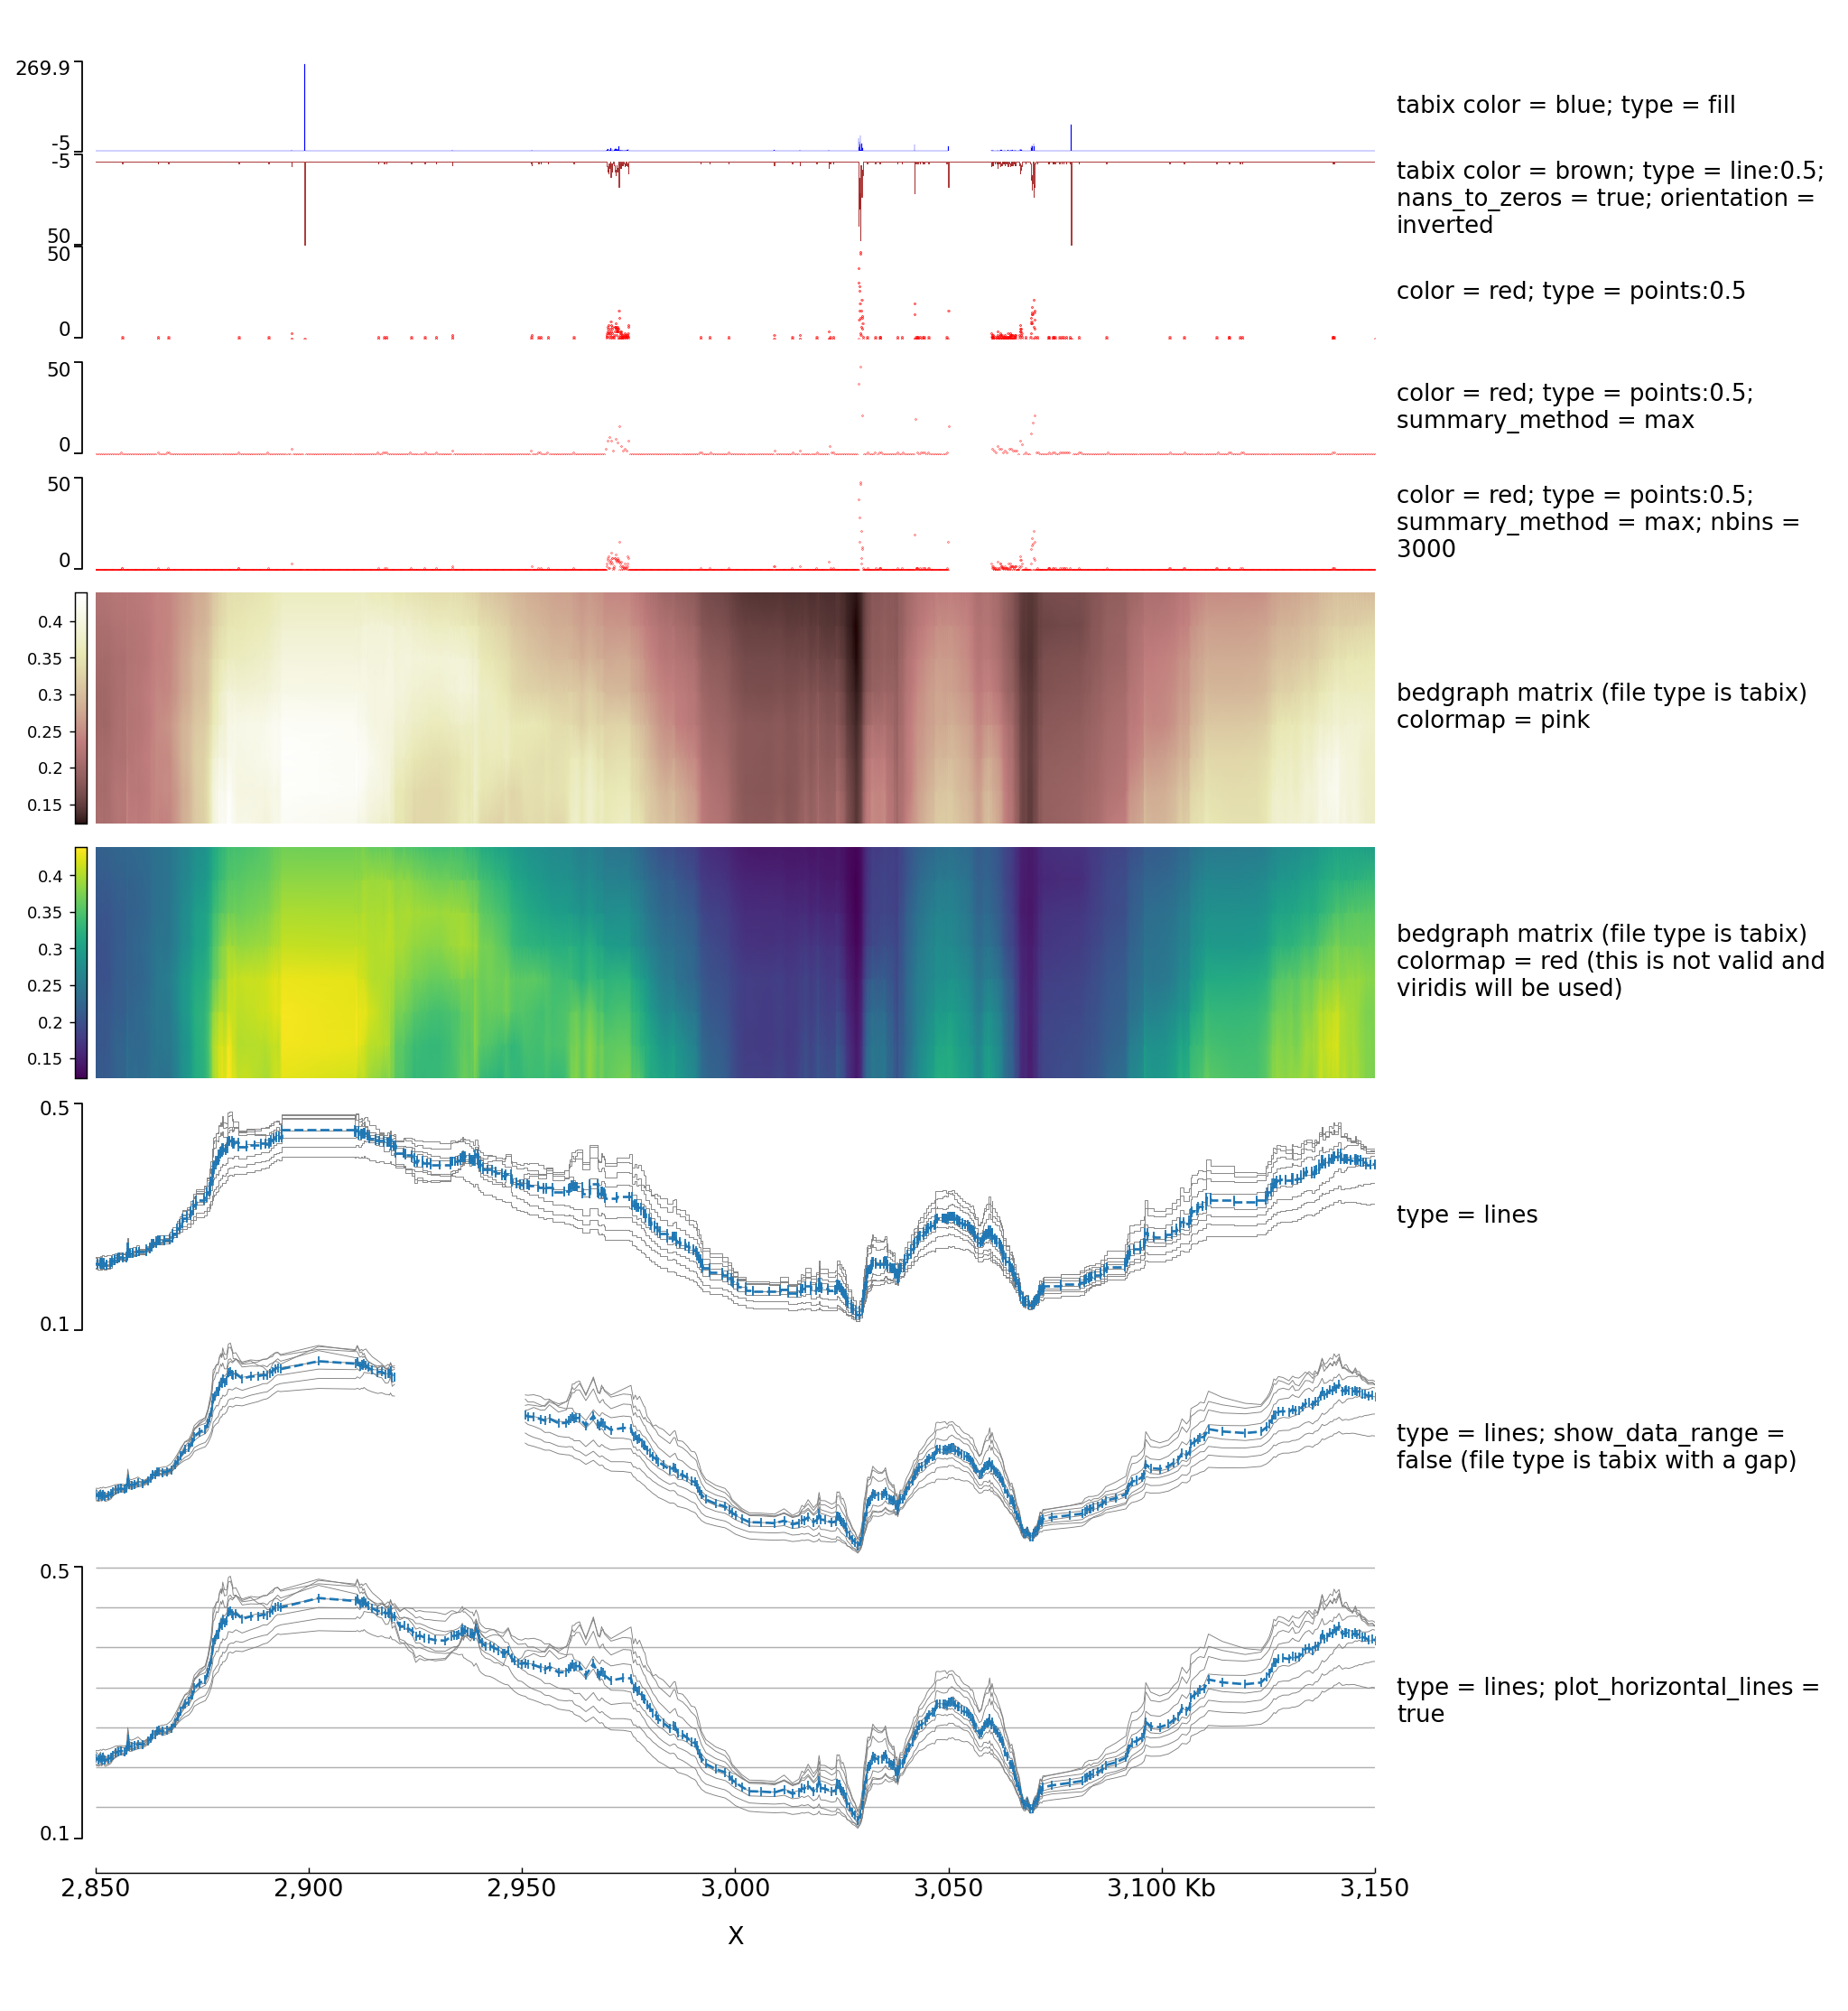 269.9
-5
tabix color = blue; type = fill
-5
50
tabix color = brown; type = line:0.5;
nans_to_zeros = true; orientation =
inverted
50
0
color = red; type = points:0.5
50
0
color = red; type = points:0.5;
summary_method = max
50
0
color = red; type = points:0.5;
summary_method = max; nbins =
3000
0.4
0.35
0.3
0.25
0.2
0.15
bedgraph matrix (file type is tabix)
colormap = pink
0.4
0.35
0.3
0.25
0.2
0.15
bedgraph matrix (file type is tabix)
colormap = red (this is not valid and
viridis will be used)
0.5
0.1
type = lines
type = lines; show_data_range =
false (file type is tabix with a gap)
0.5
0.1
type = lines; plot_horizontal_lines =
true
2,850 2,900 2,950 3,000 3,050 3,100 Kb 3,150
X